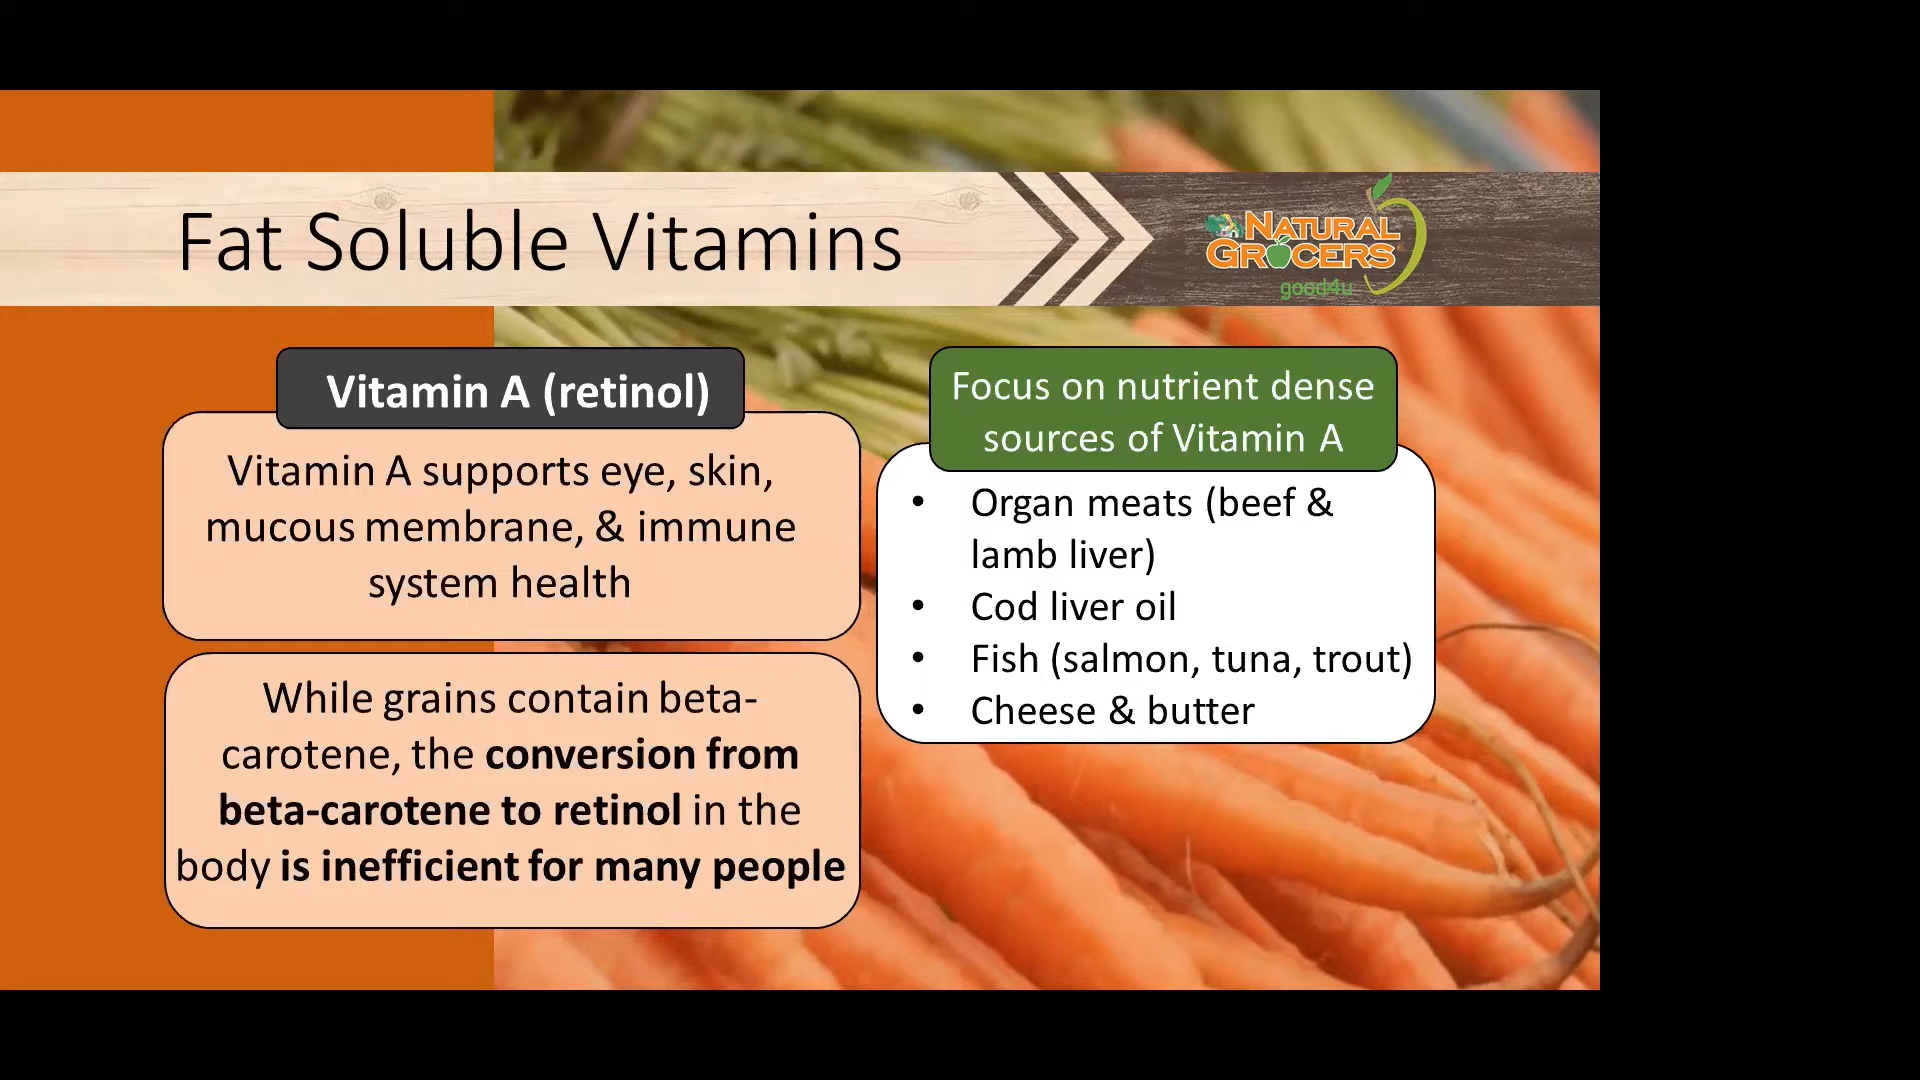 Fat Soluble Vitamins
NATURAL
GROCERS
good4u
Vitamin A (retinol)
Vitamin A supports eye, skin,
mucous membrane, & immune
system health
While grains contain beta-
carotene, the conversion from
beta-carotene to retinol in the
body is inefficient for many people
Focus on nutrient dense
sources of Vitamin A
• Organ meats (beef &
lamb liver)
• Cod liver oil
• Fish (salmon, tuna, trout)
• Cheese & butter